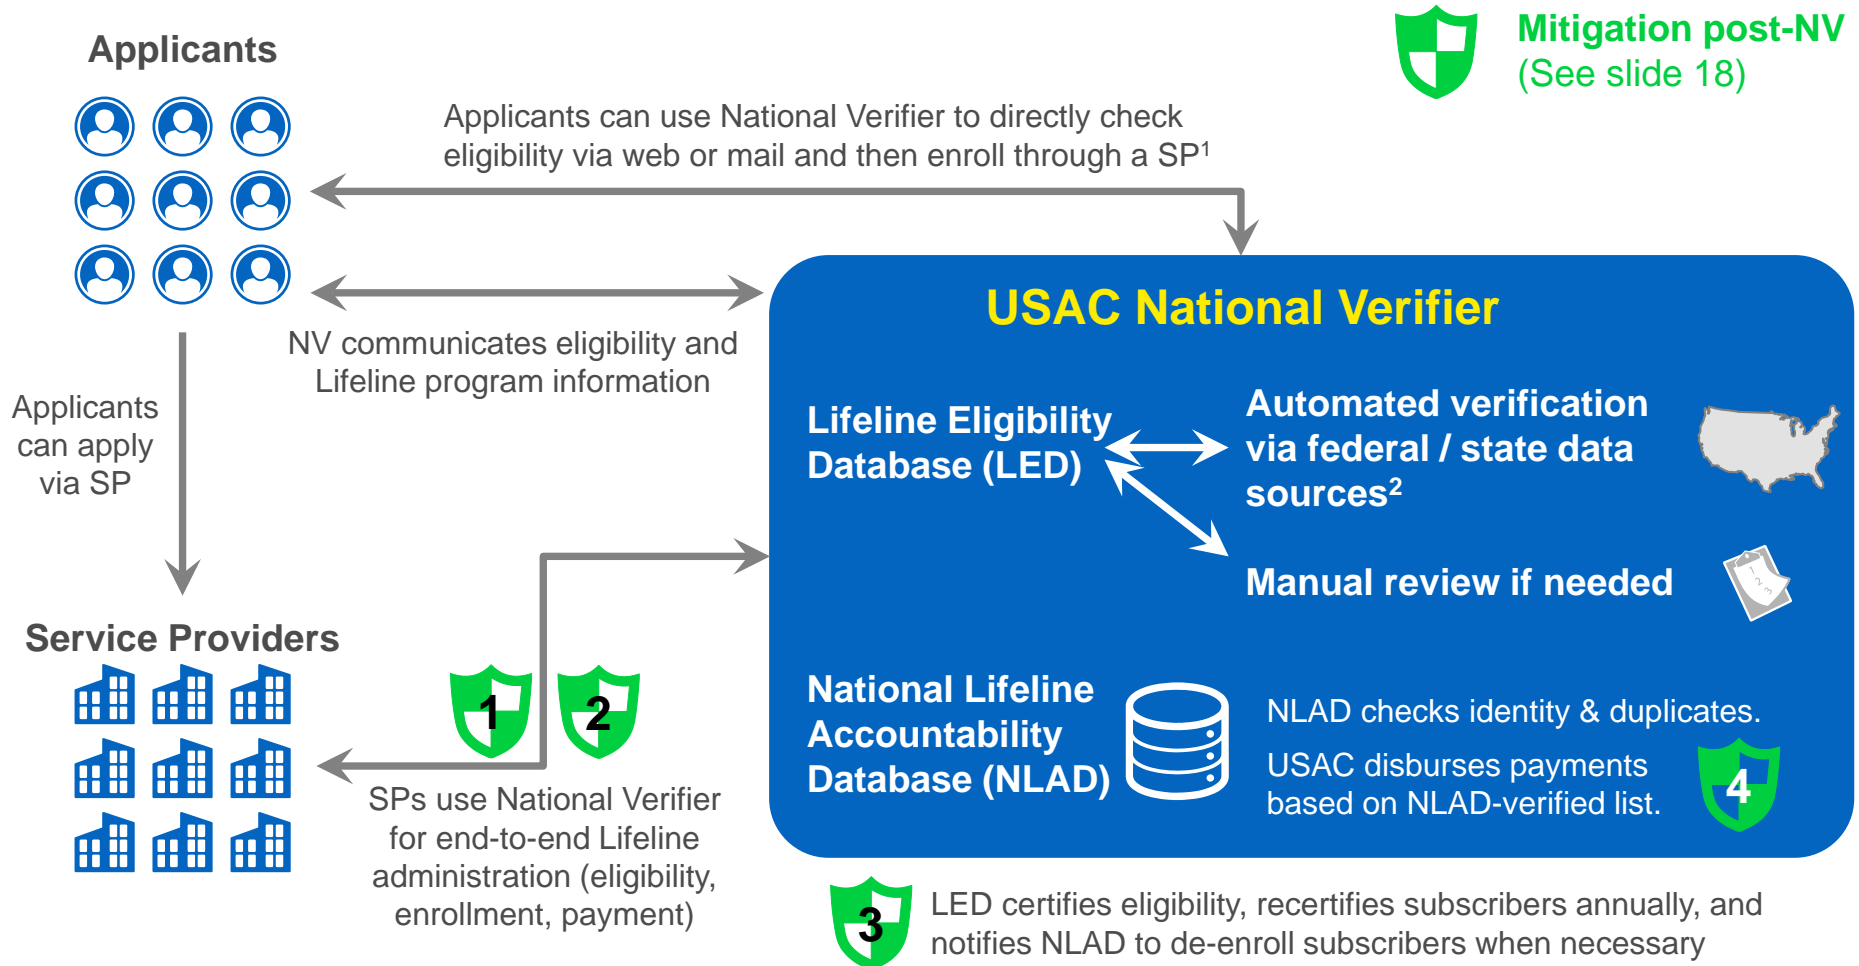 Applicants
Mitigation post-NV
(See slide 18)
Applicants can use National Verifier to directly check
eligibility via web or mail and then enroll through a SP¹
NV communicates eligibility and
Lifeline program information
Applicants
can apply
via SP
USAC National Verifier
Lifeline Eligibility
Database (LED)
Automated verification
via federal / state data
sources²
Manual review if needed
1
2
3
Service Providers
1
2
SPs use National Verifier
for end-to-end Lifeline
administration (eligibility,
enrollment, payment)
National Lifeline
Accountability
Database (NLAD)
NLAD checks identity & duplicates.
USAC disburses payments
based on NLAD-verified list.
4
3
LED certifies eligibility, recertifies subscribers annually, and
notifies NLAD to de-enroll subscribers when necessary